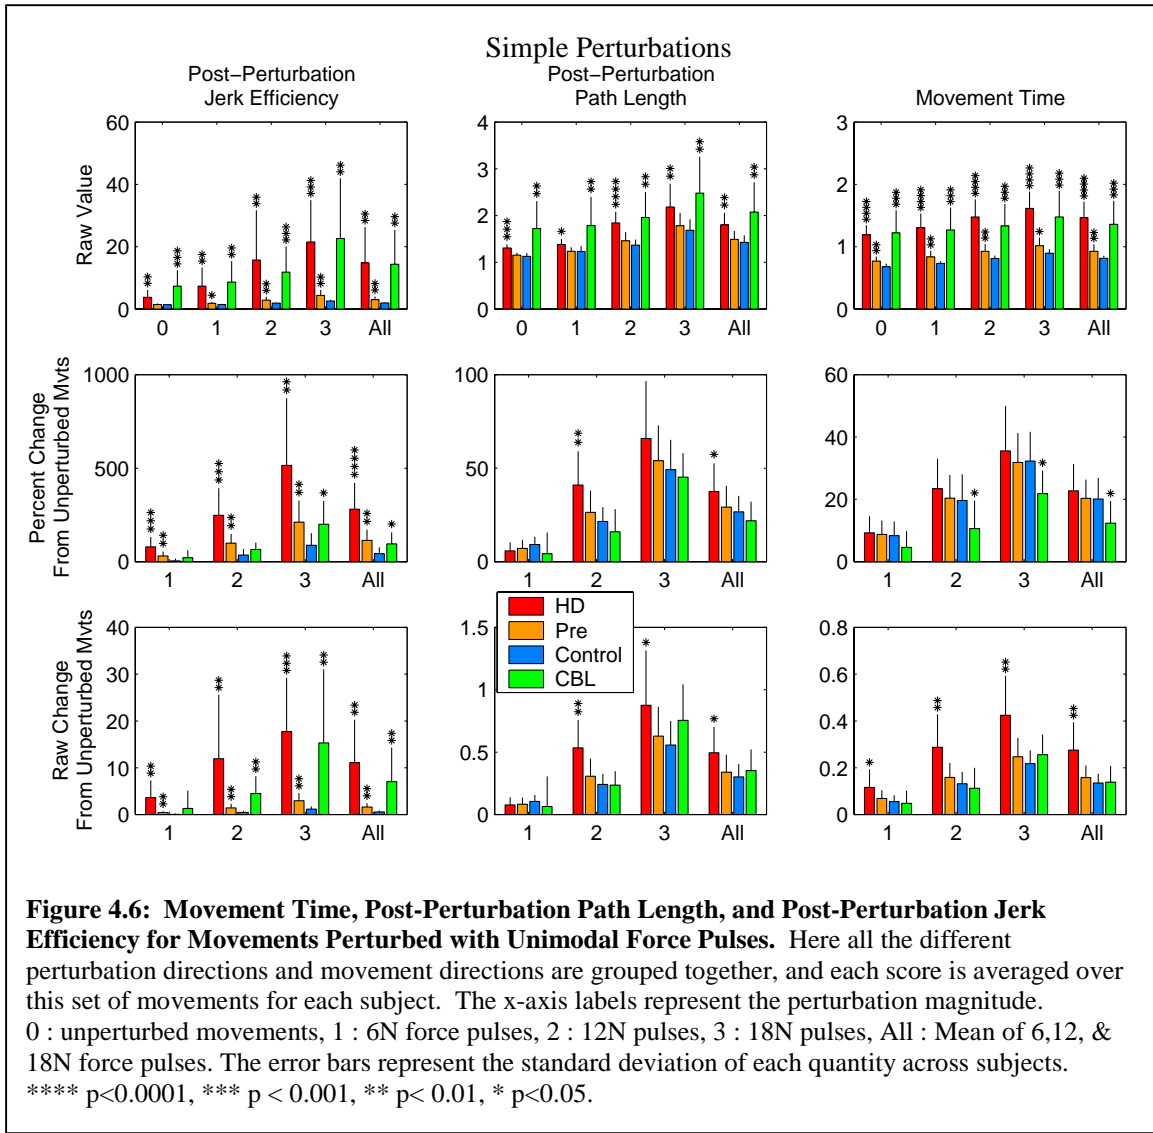 Simple Perturbations
Post−Perturbation
Jerk Efficiency
Post−Perturbation
Path Length
Movement Time
Raw Value
60
40
20
0
0 1 2 3 All
4
3
2
1
0
0 1 2 3 All
3
2
1
0
0 1 2 3 All
Percent Change
From Unperturbed Mvts
1000
500
0
1 2 3 All
100
50
0
1 2 3 All
60
40
20
0
1 2 3 All
Raw Change
From Unperturbed Mvts
40
30
20
10
0
1 2 3 All
1.5
1
0.5
0
1 2 3 All
HD
Pre
Control
CBL
0.8
0.6
0.4
0.2
0
1 2 3 All
Figure 4.6: Movement Time, Post-Perturbation Path Length, and Post-Perturbation Jerk
Efficiency for Movements Perturbed with Unimodal Force Pulses. Here all the different
perturbation directions and movement directions are grouped together, and each score is averaged over
this set of movements for each subject. The x-axis labels represent the perturbation magnitude.
0 : unperturbed movements, 1 : 6N force pulses, 2 : 12N pulses, 3 : 18N pulses, All : Mean of 6,12, &
18N force pulses. The error bars represent the standard deviation of each quantity across subjects.
**** p<0.0001, *** p < 0.001, ** p< 0.01, * p<0.05.